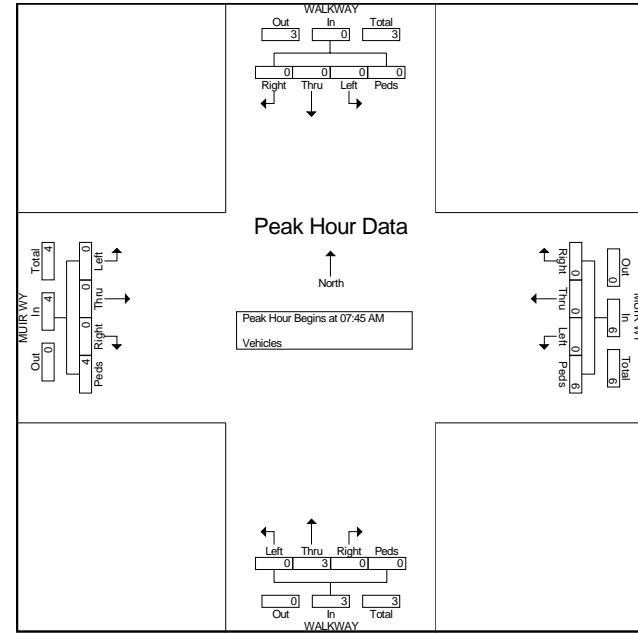 WALKWAY
Out In Total
3 0 3
0 0 0 0
Right Thru Left Peds
Peak Hour Data
North
Peak Hour Begins at 07:45 AM
Vehicles
MUIR WY
Out In Total
0 4 4
Peds Right Thru Left
4 0 0 0
Right Thru Left Peds
0 0 0 6
Out In Total
0 6 6
Left Thru Right Peds
0 3 0 0
0 3 3
Out In Total
WALKWAY